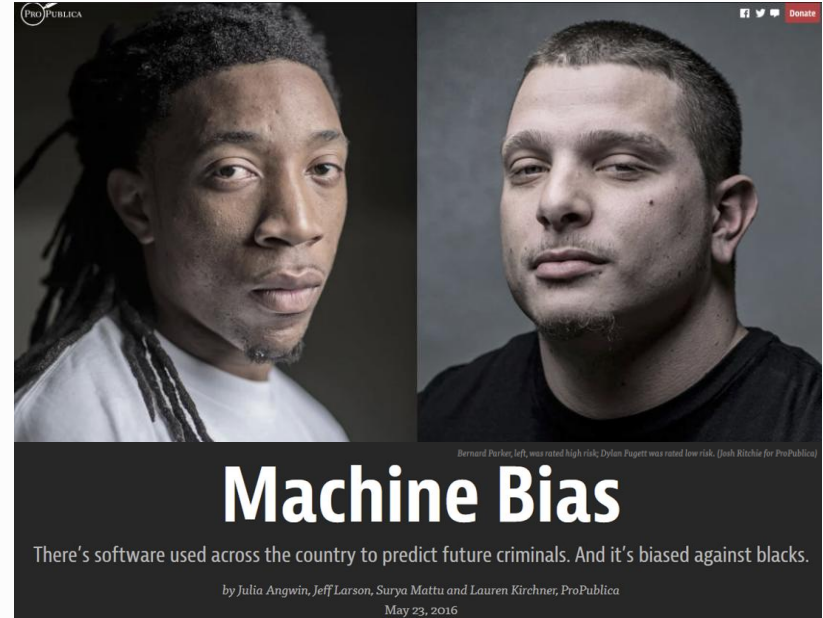 PRO PUBLICA
Donate
Bernard Parker, left, was rated high risk; Dylan Fugett was rated low risk. (Josh Ritchie for ProPublica)
Machine Bias
There's software used across the country to predict future criminals. And it's biased against blacks.
by Julia Angwin, Jeff Larson, Surya Mattu and Lauren Kirchner, ProPublica
May 23, 2016